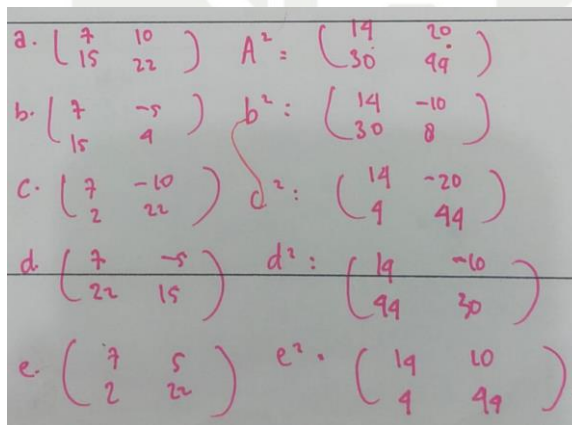 a. ( 7 10 ) A² = ( 14 20 )
15 22 30 44
b. ( 7 -5 ) b² : ( 14 -10 )
15 4 30 8
c. ( 7 -10 ) c² : ( 14 -20 )
2 22 4 44
d. ( 7 -5 ) d² : ( 14 -10 )
22 15 44 30
e. ( 7 5 ) e² . ( 14 10 )
2 22 4 44